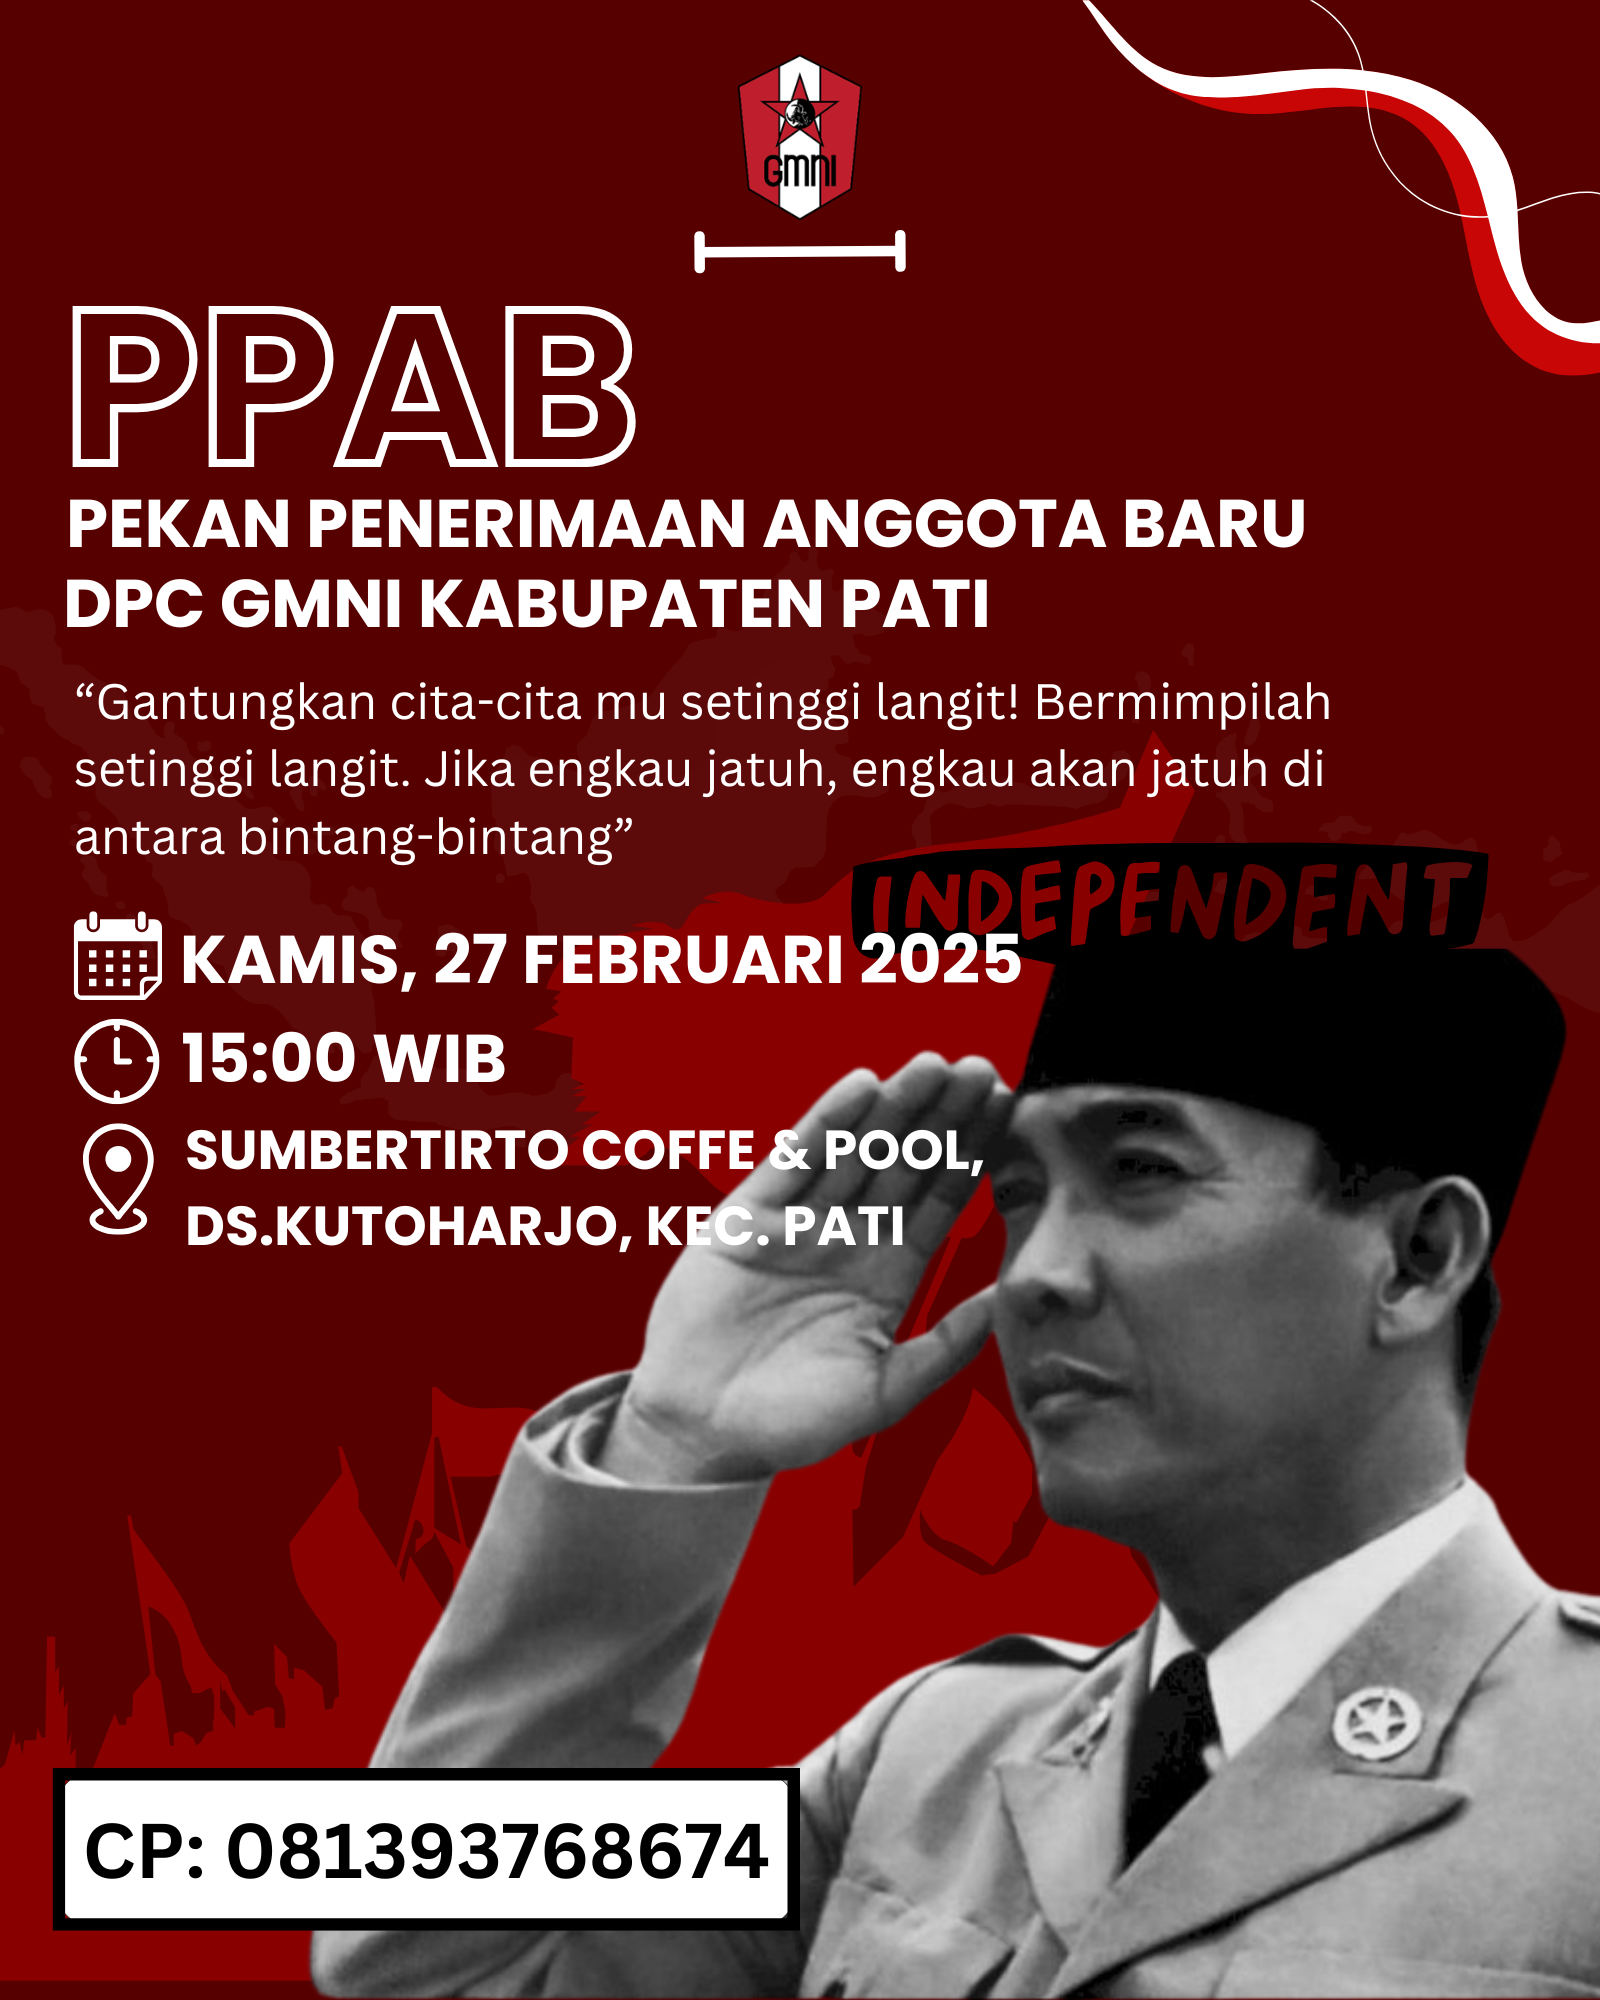 GMNI
PPAB
PEKAN PENERIMAAN ANGGOTA BARU
DPC GMNI KABUPATEN PATI
“Gantungkan cita-cita mu setinggi langit! Bermimpilah
setinggi langit. Jika engkau jatuh, engkau akan jatuh di
antara bintang-bintang”
INDEPENDENT
KAMIS, 27 FEBRUARI 2025
15:00 WIB
SUMBERTIRTO COFFE & POOL,
DS.KUTOHARJO, KEC. PATI
CP: 081393768674